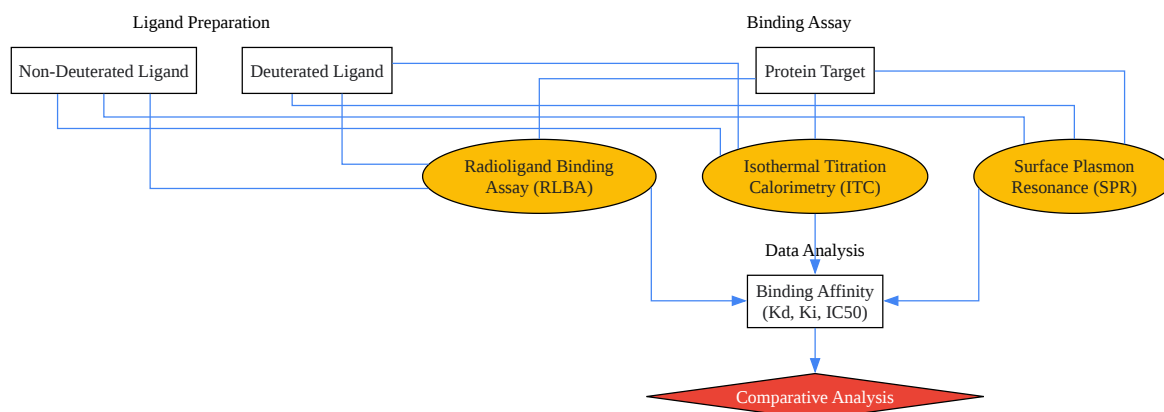 Ligand Preparation
Binding Assay
Non-Deuterated Ligand
Deuterated Ligand
Protein Target
Radioligand Binding
Assay (RLBA)
Isothermal Titration
Calorimetry (ITC)
Surface Plasmon
Resonance (SPR)
Data Analysis
Binding Affinity
(Kd, Ki, IC50)
Comparative Analysis